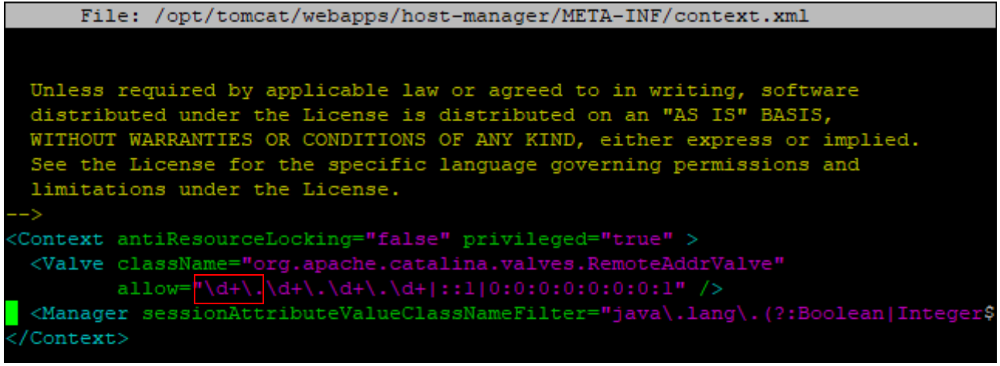 File: /opt/tomcat/webapps/host-manager/META-INF/context.xml
Unless required by applicable law or agreed to in writing, software
distributed under the License is distributed on an "AS IS" BASIS,
WITHOUT WARRANTIES OR CONDITIONS OF ANY KIND, either express or implied.
See the License for the specific language governing permissions and
limitations under the License.
-->
<Context antiResourceLocking="false" privileged="true" >
<Valve className="org.apache.catalina.valves.RemoteAddrValve"
allow="\d+\.\d+\.\d+\.\d+|::1|0:0:0:0:0:0:0:1" />
<Manager sessionAttributeValueClassNameFilter="java\.lang\.(?:Boolean|Integer$
</Context>